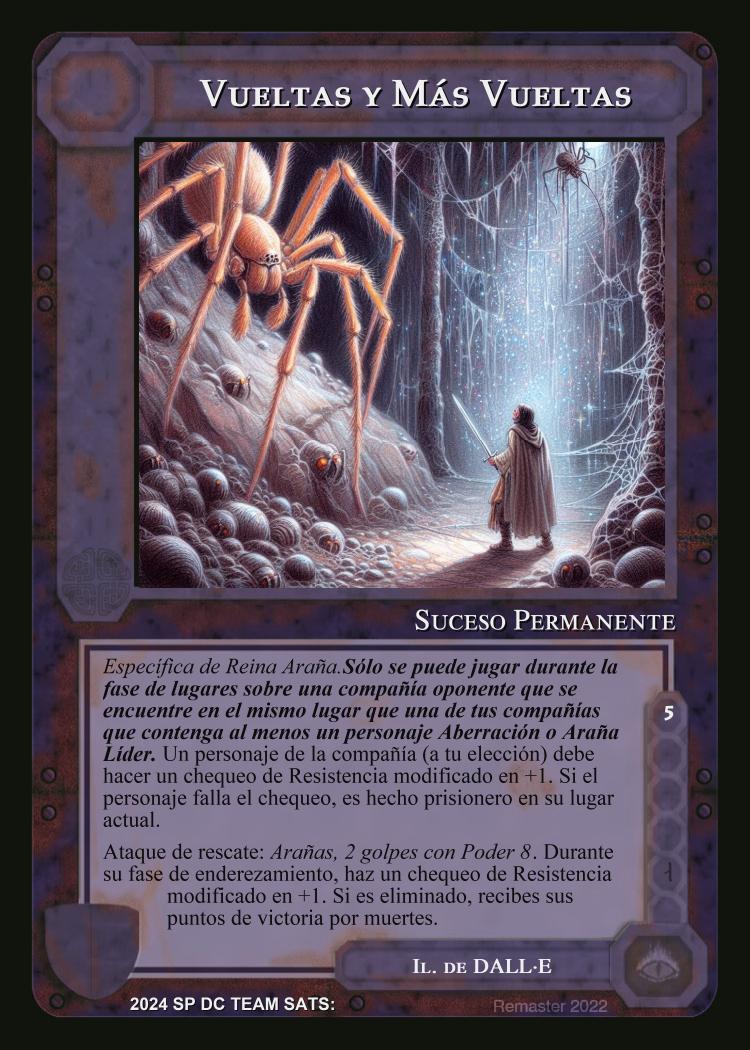 Vueltas y Más Vueltas
Suceso Permanente
Específica de Reina Araña.Sólo se puede jugar durante la
fase de lugares sobre una compañía oponente que se
encuentre en el mismo lugar que una de tus compañías
que contenga al menos un personaje Aberración o Araña
Líder. Un personaje de la compañía (a tu elección) debe
hacer un chequeo de Resistencia modificado en +1. Si el
personaje falla el chequeo, es hecho prisionero en su lugar
actual.
5
Ataque de rescate: Arañas, 2 golpes con Poder 8. Durante
su fase de enderezamiento, haz un chequeo de Resistencia
modificado en +1. Si es eliminado, recibes sus
puntos de victoria por muertes.
Il. de DALL·E
2024 SP DC TEAM SATS:
Remaster 2022